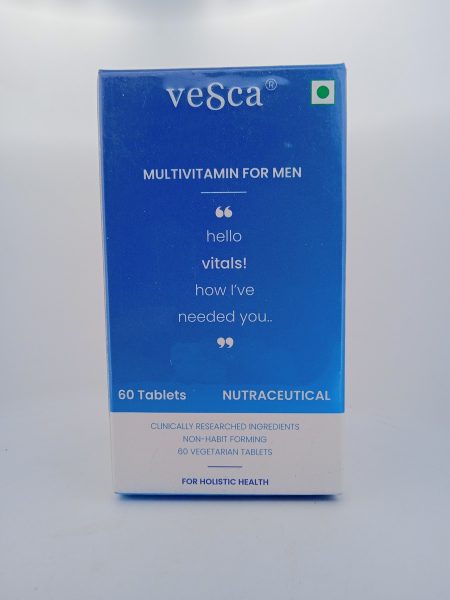 vesca®
MULTIVITAMIN FOR MEN
“
hello
vitals!
how I've
needed you..
”
60 Tablets NUTRACEUTICAL
CLINICALLY RESEARCHED INGREDIENTS
NON-HABIT FORMING
60 VEGETARIAN TABLETS
FOR HOLISTIC HEALTH